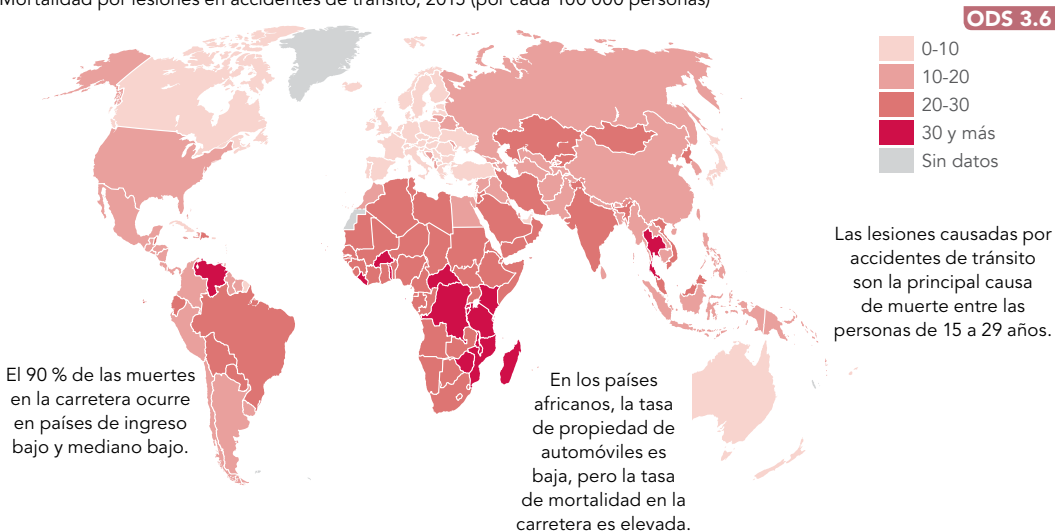 Mortalidad por lesiones en accidentes de tránsito, 2015 (por cada 100 000 personas)
ODS 3.6
0-10
10-20
20-30
30 y más
Sin datos
Las lesiones causadas por
accidentes de tránsito
son la principal causa
de muerte entre las
personas de 15 a 29 años.
El 90 % de las muertes
en la carretera ocurre
en países de ingreso
bajo y mediano bajo.
En los países
africanos, la tasa
de propiedad de
automóviles es
baja, pero la tasa
de mortalidad en la
carretera es elevada.